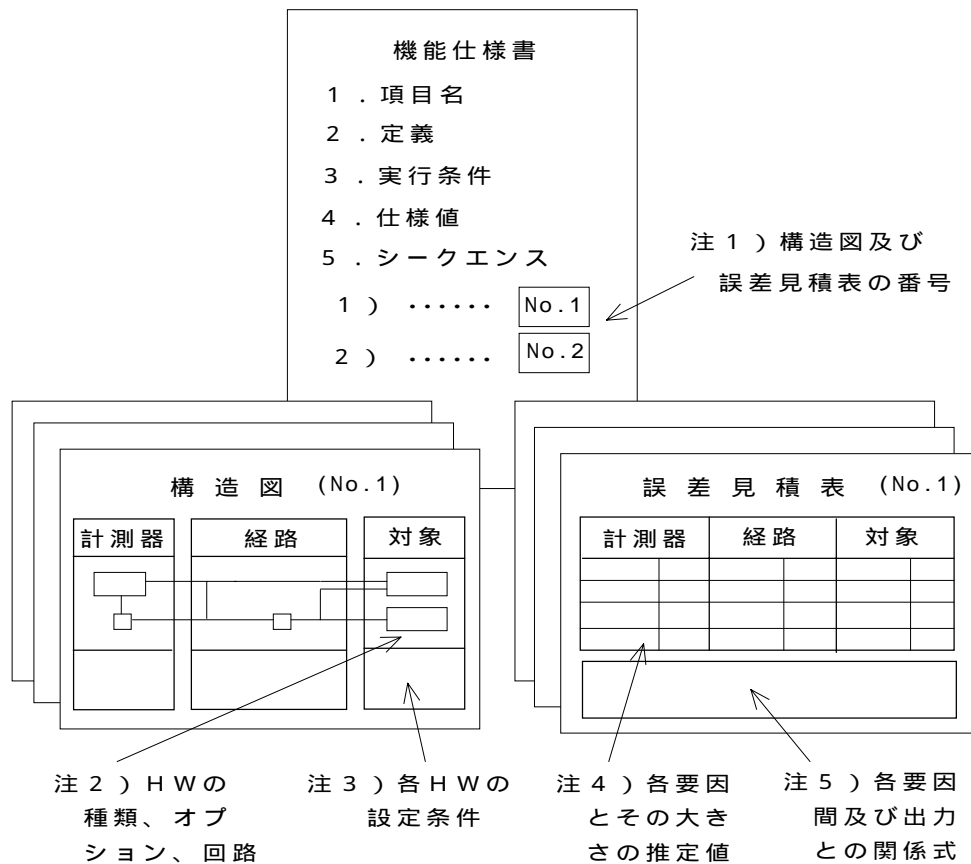 機能仕様書
1．項目名
2．定義
3．実行条件
4．仕様値
5．シークエンス
1) ･･････ No.1
2) ･･････ No.2
注1)構造図及び
誤差見積表の番号
構造図 (No.1)
計測器 経路 対象
誤差見積表 (No.1)
計測器 経路 対象
注2)HWの
種類、オプ
ション、回路
注3)各HWの
設定条件
注4)各要因
とその大き
さの推定値
注5)各要因
間及び出力
との関係式